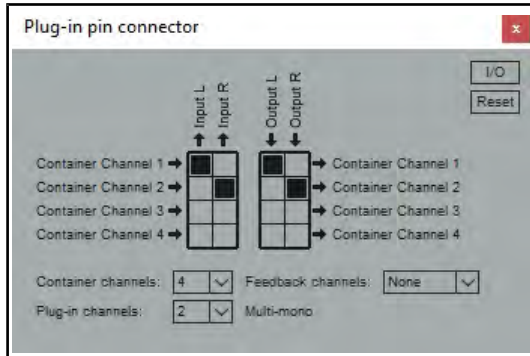 Plug-in pin connector
x
I/O
Reset
Input L
Input R
Output L
Output R
Container Channel 1 Container Channel 1
Container Channel 2 Container Channel 2
Container Channel 3 Container Channel 3
Container Channel 4 Container Channel 4
Container channels: 4 Feedback channels: None
Plug-in channels: 2 Multi-mono